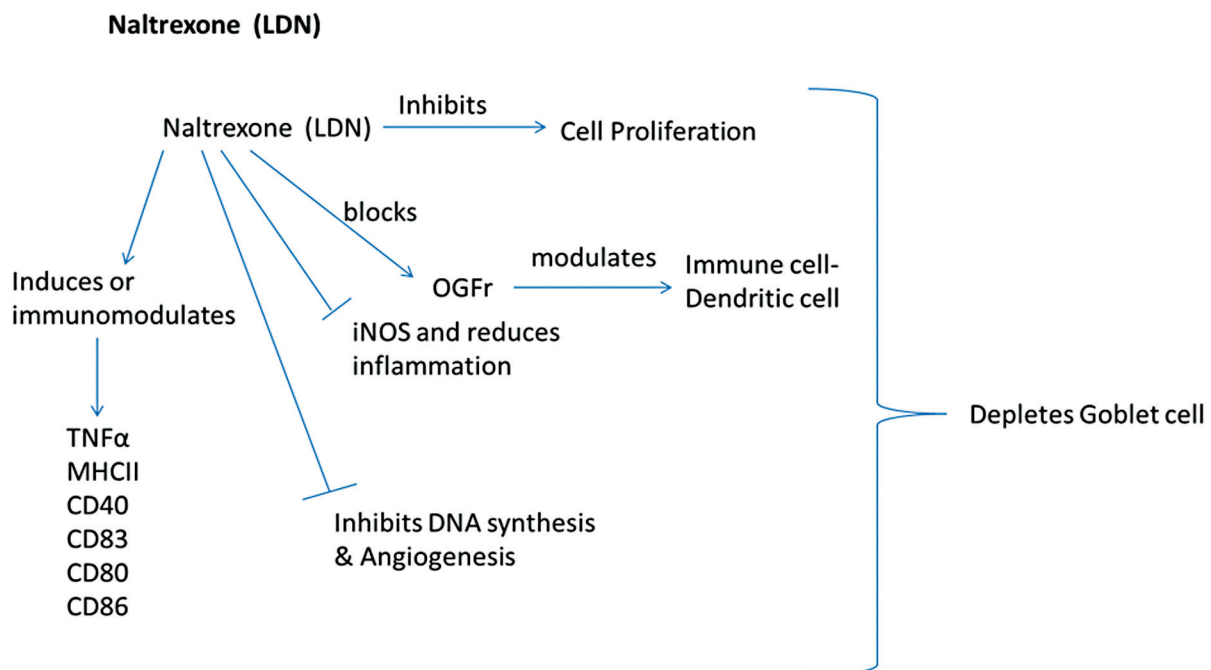 Naltrexone (LDN)
Inhibits
Naltrexone (LDN)
Cell Proliferation
blocks
Induces or
immunomodulates
OGFr
modulates
Immune cell-
Dendritic cell
iNOS and reduces
inflammation
Depletes Goblet cell
TNFα
MHCII
CD40
CD83
CD80
CD86
Inhibits DNA synthesis
& Angiogenesis